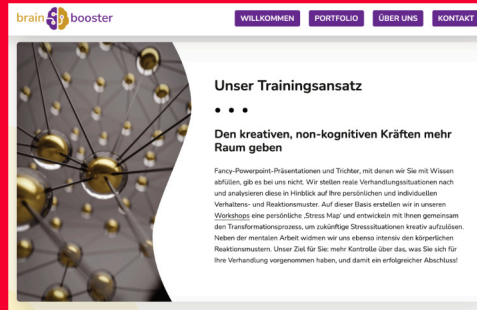 brain booster
WILLKOMMEN PORTFOLIO ÜBER UNS KONTAKT
Unser Trainingsansatz
Den kreativen, non-kognitiven Kräften mehr
Raum geben
Fancy-Powerpoint-Präsentationen und Trichter, mit denen wir Sie mit Wissen
abfüllen, gib es bei uns nicht. Wir stellen reale Verhandlungssituationen nach
und analysieren diese in Hinblick auf Ihre persönlichen und individuellen
Verhaltens- und Reaktionsmuster. Auf dieser Basis erstellen wir in unseren
Workshops eine persönliche ‚Stress Map' und entwickeln mit Ihnen gemeinsam
den Transformationsprozess, um zukünftige Stresssituationen kreativ aufzulösen.
Neben der mentalen Arbeit widmen wir uns ebenso intensiv den körperlichen
Reaktionsmustern. Unser Ziel für Sie: mehr Kontrolle über das, was Sie sich für
Ihre Verhandlung vorgenommen haben, und damit ein erfolgreicher Abschluss!